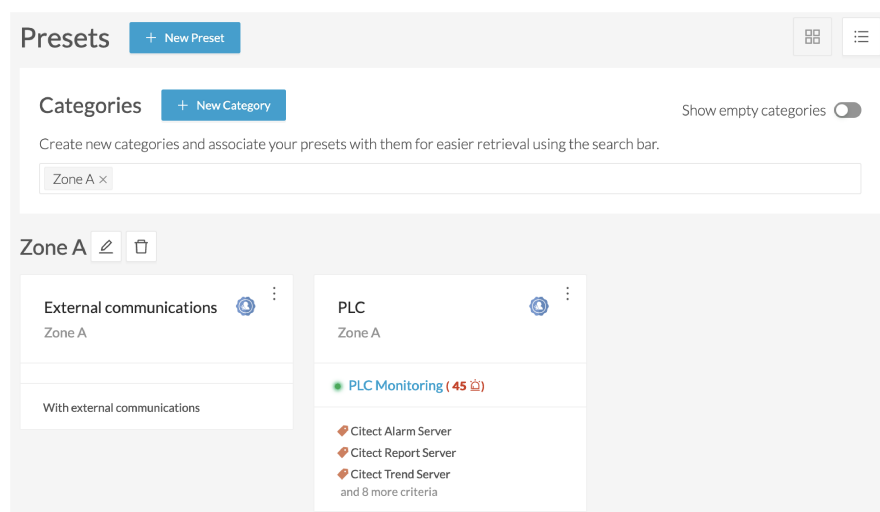 Presets
+ New Preset
Categories
+ New Category
Show empty categories
Create new categories and associate your presets with them for easier retrieval using the search bar.
Zone A ×
Zone A
External communications
Zone A
With external communications
PLC
Zone A
PLC Monitoring ( 45 )
Citect Alarm Server
Citect Report Server
Citect Trend Server
and 8 more criteria